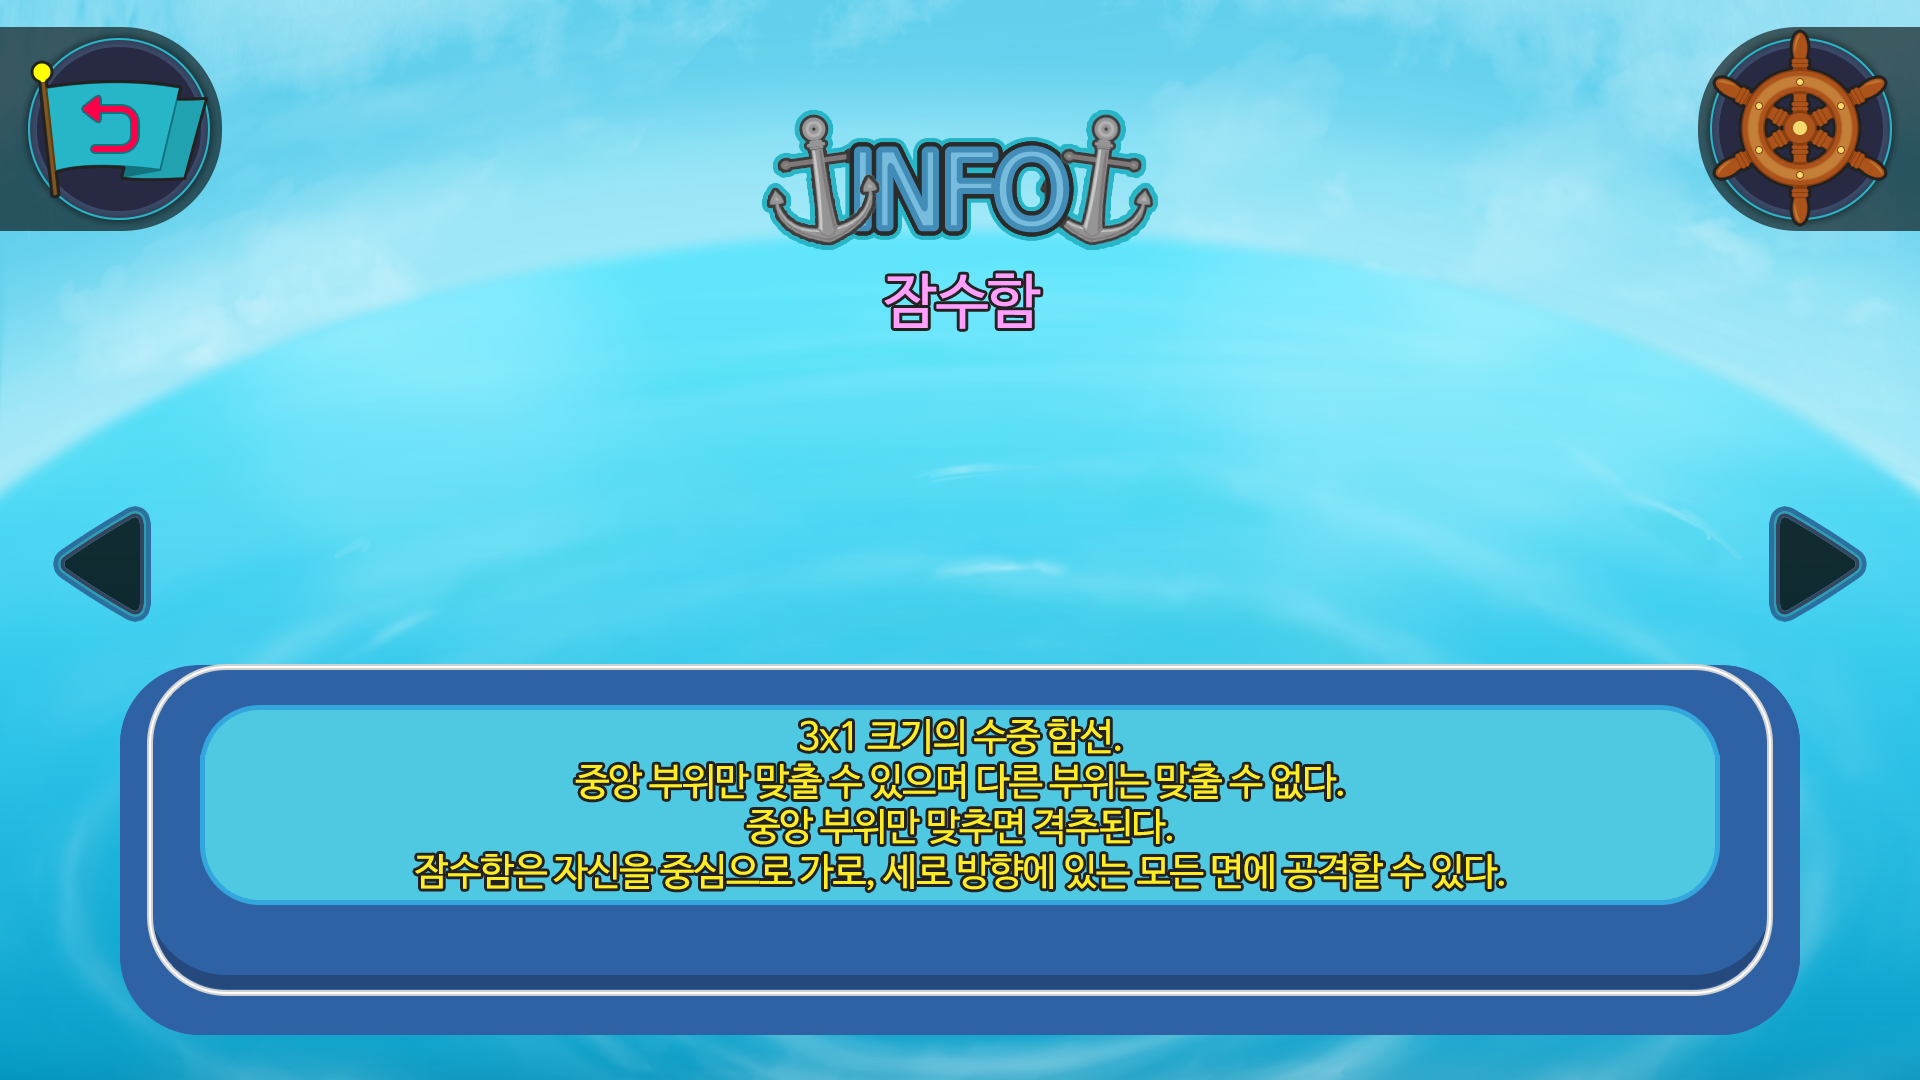 INFO
잠수함
3x1 크기의 수중 함선.
중앙 부위만 맞출 수 있으며 다른 부위는 맞출 수 없다.
중앙 부위만 맞추면 격추된다.
잠수함은 자신을 중심으로 가로, 세로 방향에 있는 모든 면에 공격할 수 있다.